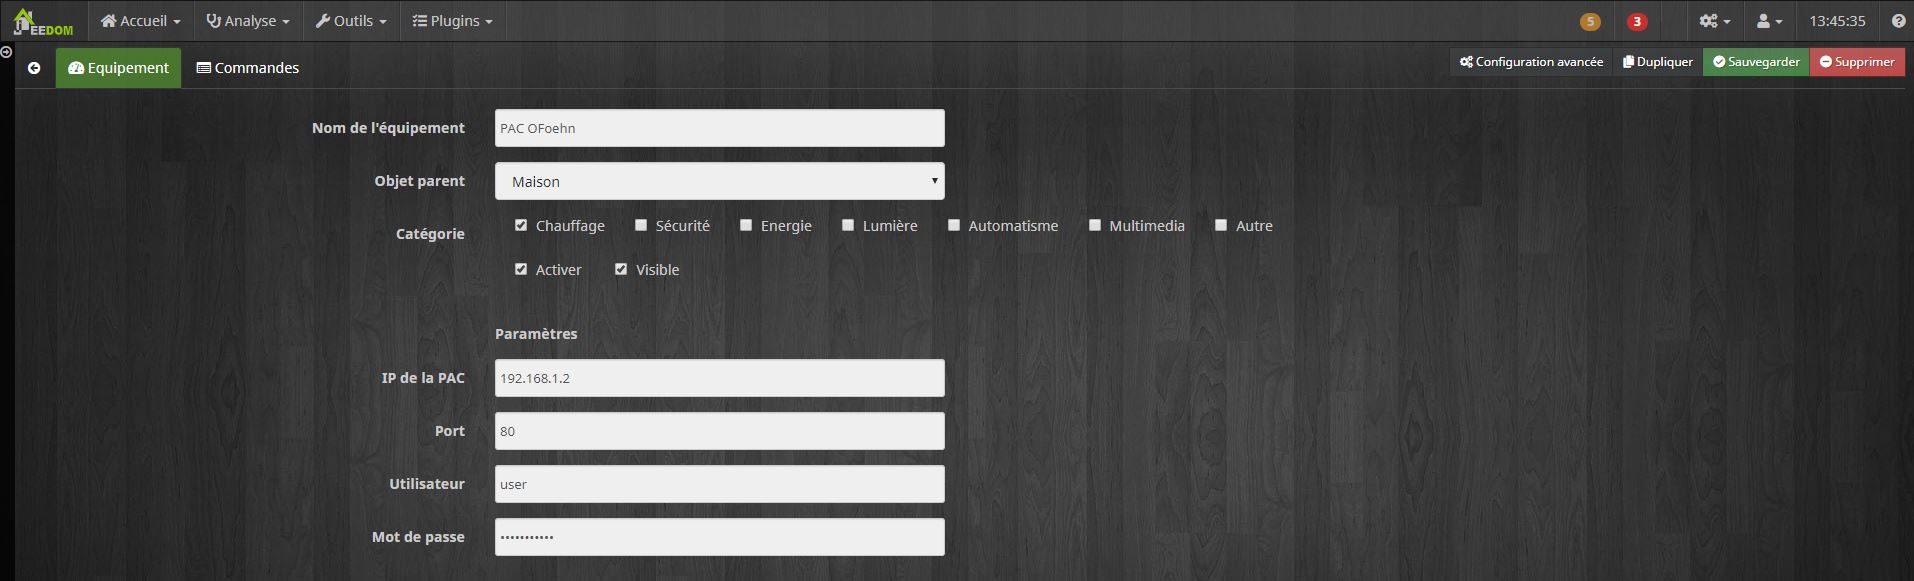 JEEDOM Accueil Analyse Outils Plugins 5 3 13:45:35
Equipement Commandes Configuration avancée Dupliquer Sauvegarder Supprimer
Nom de l'équipement PAC OFoehn
Objet parent Maison
Catégorie Chauffage Sécurité Energie Lumière Automatisme Multimedia Autre
Activer Visible
Paramètres
IP de la PAC 192.168.1.2
Port 80
Utilisateur user
Mot de passe •••••••••••